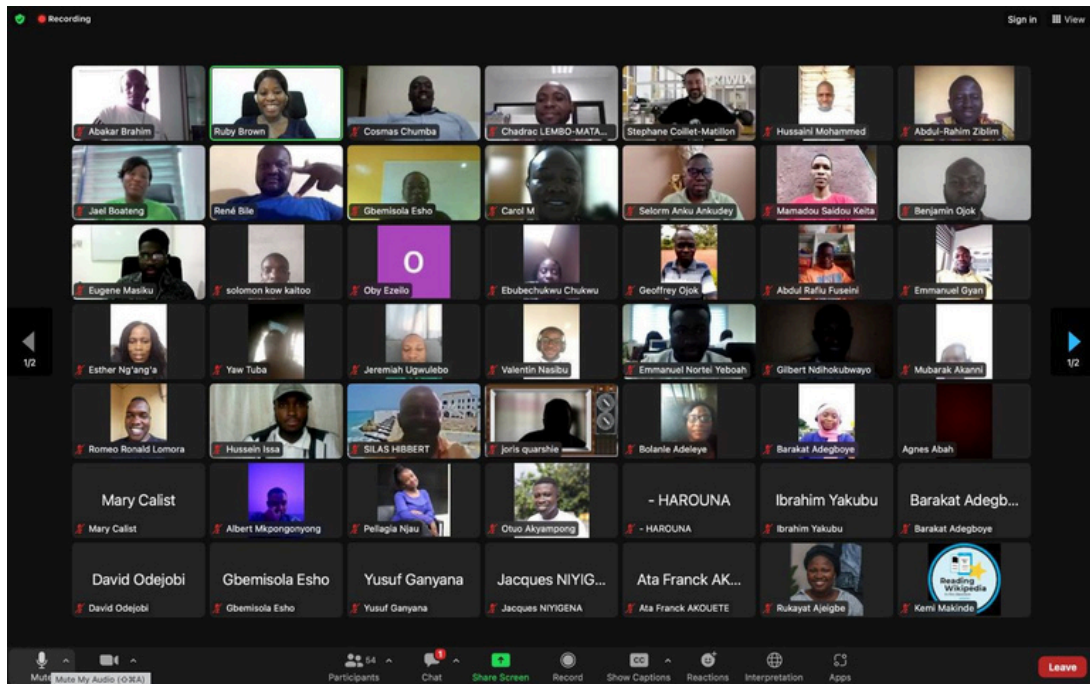 Recording
Sign in
View
KIWIX
Abakar Brahim
Ruby Brown
Cosmas Chumba
Chadrac LEMBO-MATA...
Stephane Coillet-Matillon
Hussaini Mohammed
Abdul-Rahim Ziblim
Jael Boateng
René Bile
Gbemisola Esho
Carol M
Selorm Anku Ankudey
Mamadou Saidou Keita
Benjamin Ojok
Eugene Masiku
solomon kow kaitoo
O
Oby Ezeilo
Ebubechukwu Chukwu
Geoffrey Ojok
Abdul Rafiu Fuseini
Emmanuel Gyan
1/2
1/2
Esther Ng'ang'a
Yaw Tuba
Jeremiah Ugwulebo
Valentin Nasibu
Emmanuel Nortei Yeboah
Gilbert Ndihokubwayo
Mubarak Akanni
Romeo Ronald Lomora
Hussein Issa
SILAS HIBBERT
joris quarshie
Bolanle Adeleye
Barakat Adegboye
Agnes Abah
Mary Calist
Mary Calist
Albert Mkpongonyong
Pellagia Njau
Otuo Akyampong
- HAROUNA
- HAROUNA
Ibrahim Yakubu
Ibrahim Yakubu
Barakat Adegb...
Barakat Adegboye
David Odejobi
David Odejobi
Gbemisola Esho
Gbemisola Esho
Yusuf Ganyana
Yusuf Ganyana
Jacques NIYIG...
Jacques NIYIGENA
Ata Franck AK...
Ata Franck AKOUETE
Rukayat Ajeigbe
Reading
Wikipedia
Kemi Makinde
Mute
Mute My Audio (⇧⌘A)
54
Participants
1
Chat
Share Screen
Record
CC
Show Captions
Reactions
Interpretation
Apps
Leave